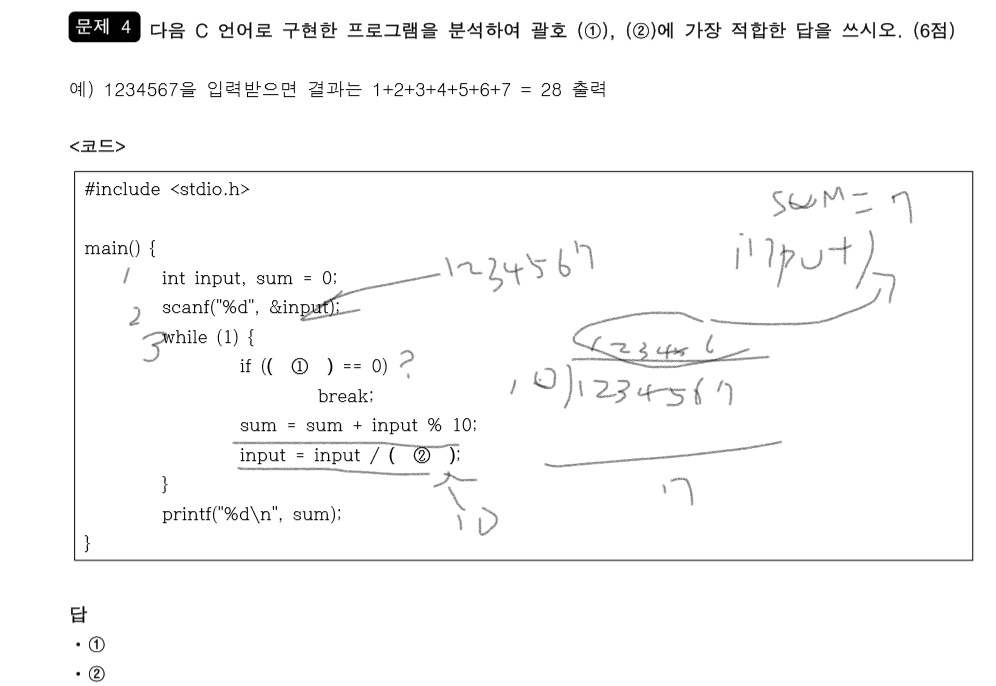 문제 4 다음 C 언어로 구현한 프로그램을 분석하여 괄호 (①), (②)에 가장 적합한 답을 쓰시오. (6점)
예) 1234567을 입력받으면 결과는 1+2+3+4+5+6+7 = 28 출력
<코드>
#include <stdio.h>
sum = 7
main() {
input
1 int input, sum = 0;
1234567
2 scanf("%d", &input);
3 while (1) {
123456
if (( ① ) == 0) ?
10)1234567
break;
sum = sum + input % 10;
input = input / ( ② );
}
7
printf("%d\n", sum);
10
}
답
・①
・②